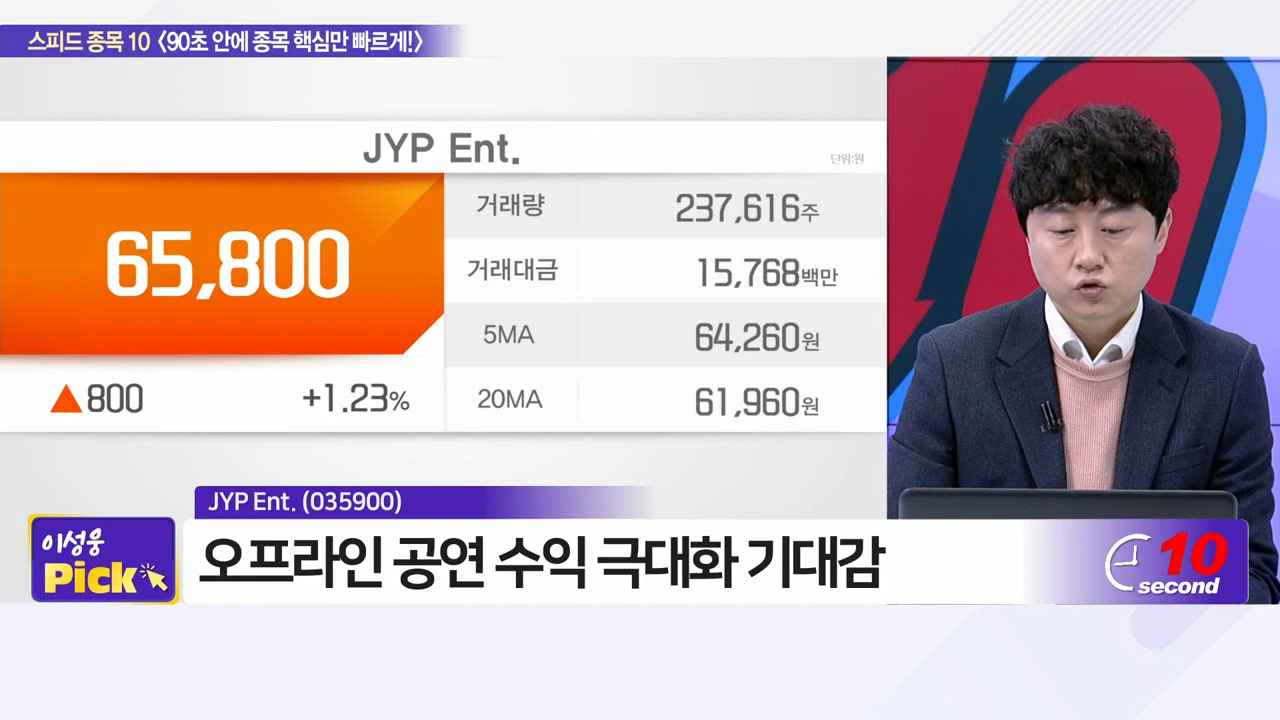 스피드 종목 10 〈90초 안에 종목 핵심만 빠르게!〉
JYP Ent.
단위:원
65,800
▲800 +1.23%
거래량 237,616주
거래대금 15,768백만
5MA 64,260원
20MA 61,960원
JYP Ent. (035900)
이성웅
Pick
오프라인 공연 수익 극대화 기대감
10
second